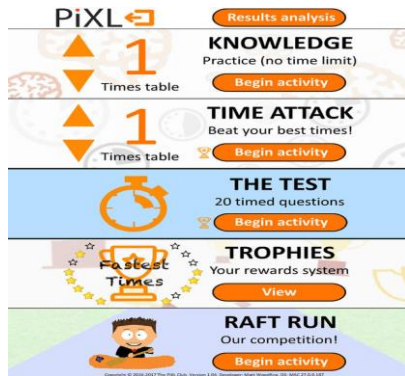 PiXL
Results analysis
1
Times table
KNOWLEDGE
Practice (no time limit)
Begin activity
1
Times table
TIME ATTACK
Beat your best times!
Begin activity
THE TEST
20 timed questions
Begin activity
Fastest
Times
TROPHIES
Your rewards system
View
RAFT RUN
Our competition!
Begin activity